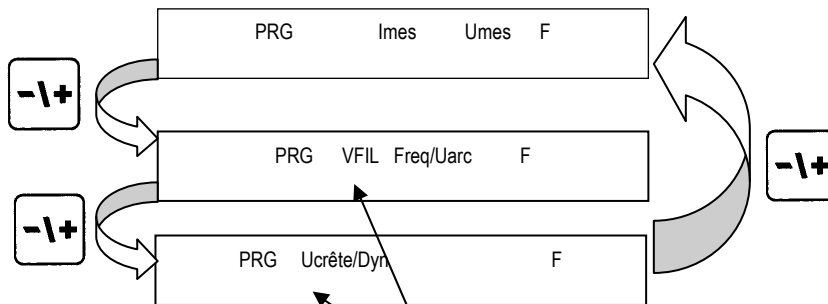 PRG Imes Umes F
-\+
PRG VFIL Freq/Uarc F
-\+
-\+
PRG Ucrête/Dyn F